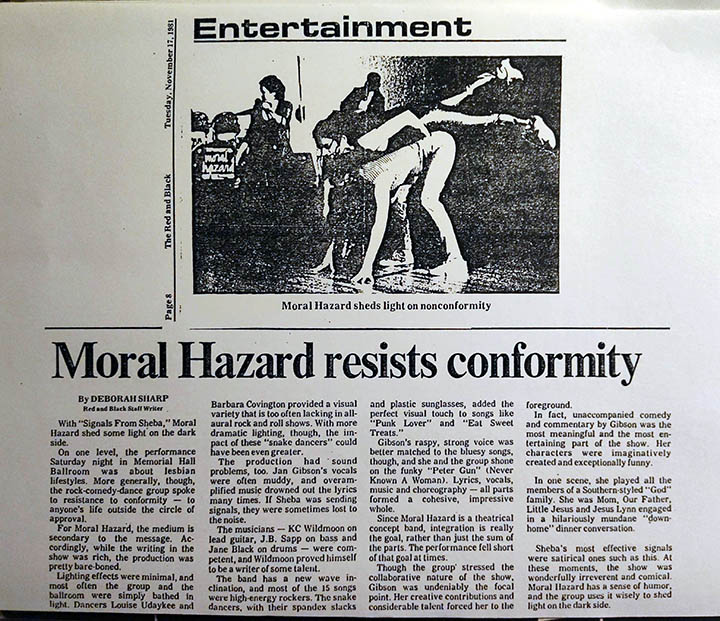 Entertainment
Page 8 The Red and Black Tuesday, November 17, 1981
moral
hazard
Moral Hazard sheds light on nonconformity
Moral Hazard resists conformity
By DEBORAH SHARP
Red and Black Staff Writer
With "Signals From Sheba," Moral
Hazard shed some light on the dark
side.
On one level, the performance
Saturday night in Memorial Hall
Ballroom was about lesbian
lifestyles. More generally, though,
the rock-comedy-dance group spoke
to resistance to conformity — to
anyone's life outside the circle of
approval.
For Moral Hazard, the medium is
secondary to the message. Ac-
cordingly, while the writing in the
show was rich, the production was
pretty bare-boned.
Lighting effects were minimal, and
most often the group and the
ballroom were simply bathed in
light. Dancers Louise Udaykee and
Barbara Covington provided a visual
variety that is too often lacking in all-
aural rock and roll shows. With more
dramatic lighting, though, the im-
pact of these "snake dancers" could
have been even greater.
The production had sound
problems, too. Jan Gibson's vocals
were often muddy, and overam-
plified music drowned out the lyrics
many times. If Sheba was sending
signals, they were sometimes lost to
the noise.
The musicians — KC Wildmoon on
lead guitar, J.B. Sapp on bass and
Jane Black on drums — were com-
petent, and Wildmoon proved himself
to be a writer of some talent.
The band has a new wave in-
clination, and most of the 15 songs
were high-energy rockers. The snake
dancers, with their spandex slacks
and plastic sunglasses, added the
perfect visual touch to songs like
"Punk Lover" and "Eat Sweet
Treats."
Gibson's raspy, strong voice was
better matched to the bluesy songs,
though, and she and the group shone
on the funky "Peter Gun" (Never
Known A Woman). Lyrics, vocals,
music and choreography — all parts
formed a cohesive, impressive
whole.
Since Moral Hazard is a theatrical
concept band, integration is really
the goal, rather than just the sum of
the parts. The performance fell short
of that goal at times.
Though the group stressed the
collaborative nature of the show,
Gibson was undeniably the focal
point. Her creative contributions and
considerable talent forced her to the
foreground.
In fact, unaccompanied comedy
and commentary by Gibson was the
most meaningful and the most en-
tertaining part of the show. Her
characters were imaginatively
created and exceptionally funny.
In one scene, she played all the
members of a Southern-styled "God"
family. She was Mom, Our Father,
Little Jesus and Jesus Lynn engaged
in a hilariously mundane "down-
home" dinner conversation.
Sheba's most effective signals
were satirical ones such as this. At
these moments, the show was
wonderfully irreverent and comical.
Moral Hazard has a sense of humor,
and the group uses it wisely to shed
light on the dark side.